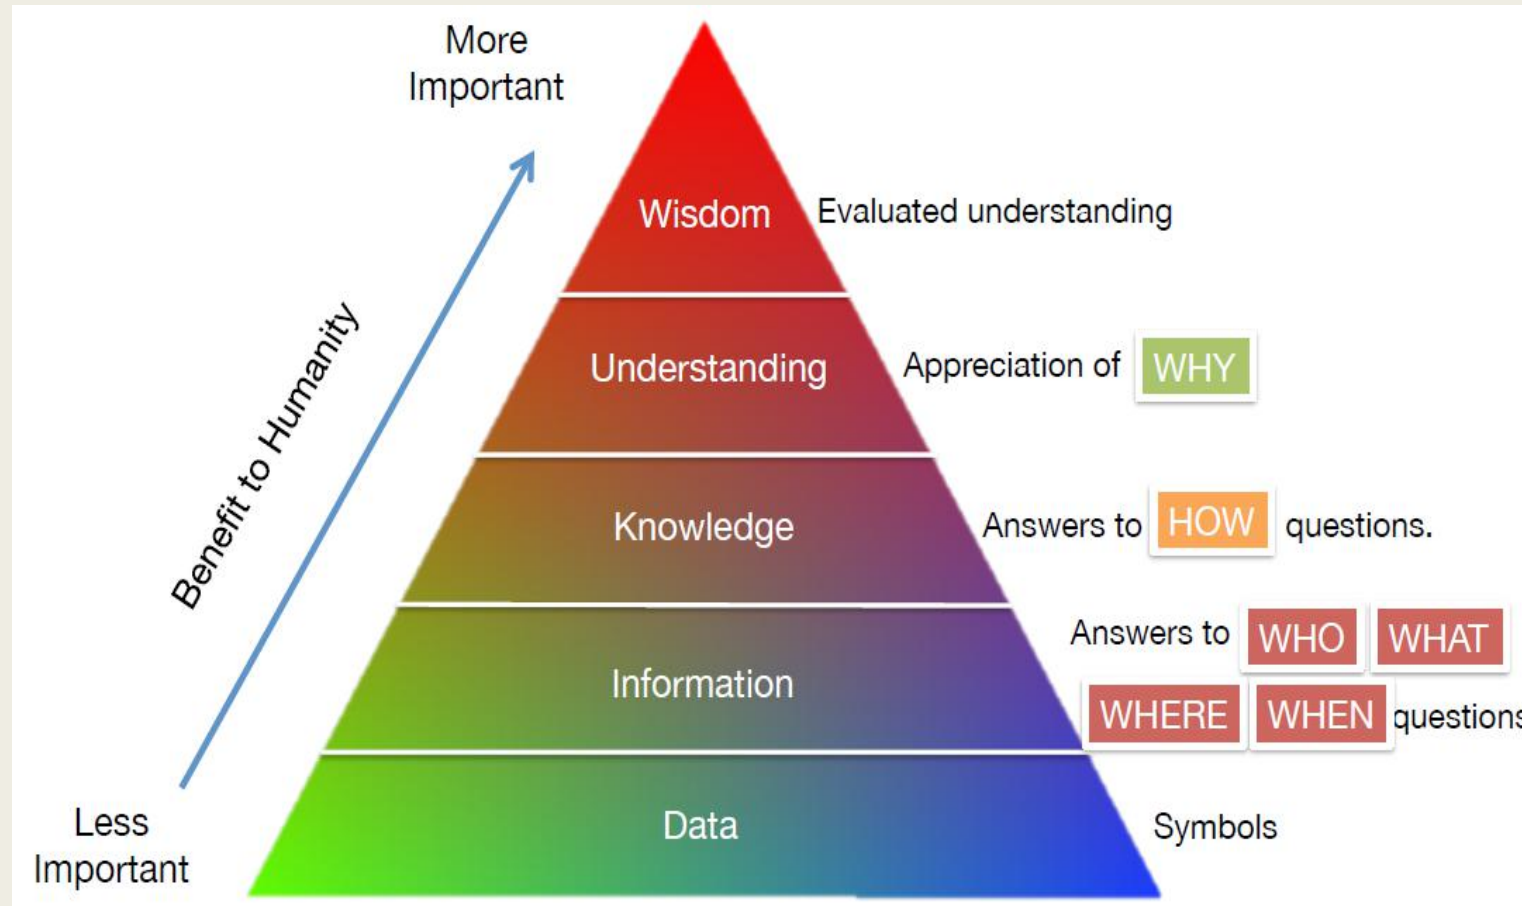 More
Important
Wisdom Evaluated understanding
Benefit to Humanity
Understanding Appreciation of WHY
Knowledge Answers to HOW questions.
Answers to WHO WHAT
Information
WHERE WHEN questions
Less
Important
Data Symbols